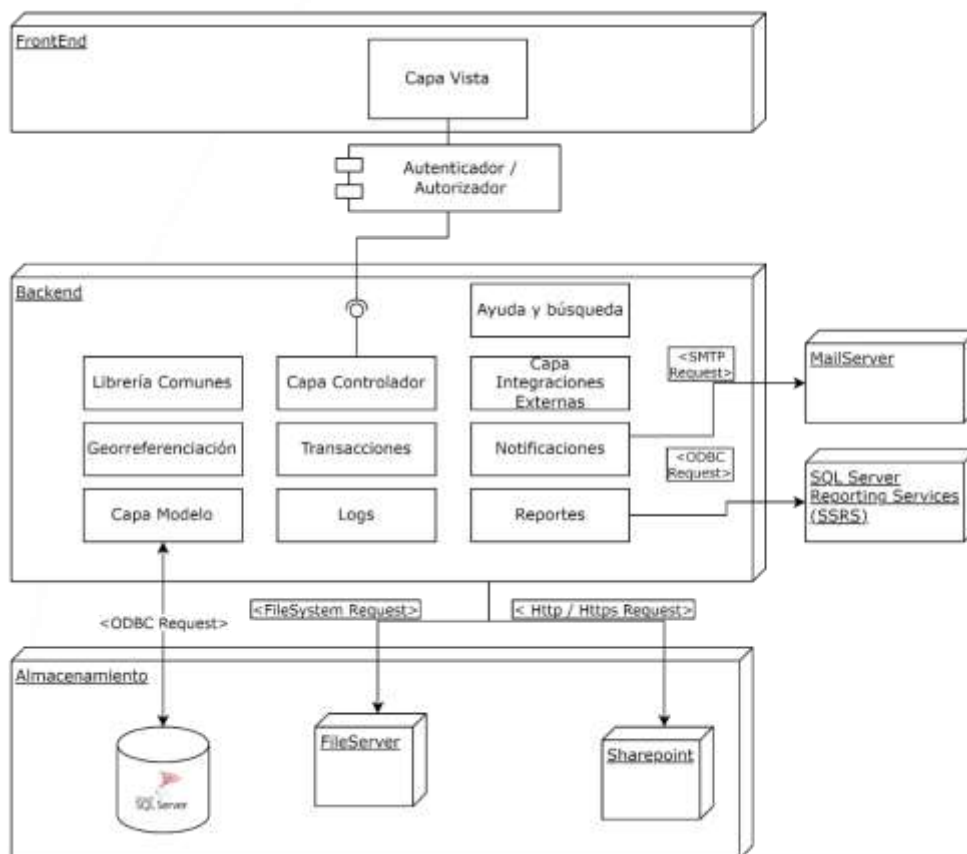 FrontEnd
Capa Vista
Autenticador /
Autorizador
Backend
Ayuda y búsqueda
Librería Comunes
Capa Controlador
Capa
Integraciones
Externas
<SMTP
Request>
MailServer
Georreferenciación
Transacciones
Notificaciones
<ODBC
Request>
SQL Server
Reporting Services
(SSRS)
Capa Modelo
Logs
Reportes
<ODBC Request>
<FileSystem Request>
< Http / Https Request>
Almacenamiento
FileServer
Sharepoint
SQL Server